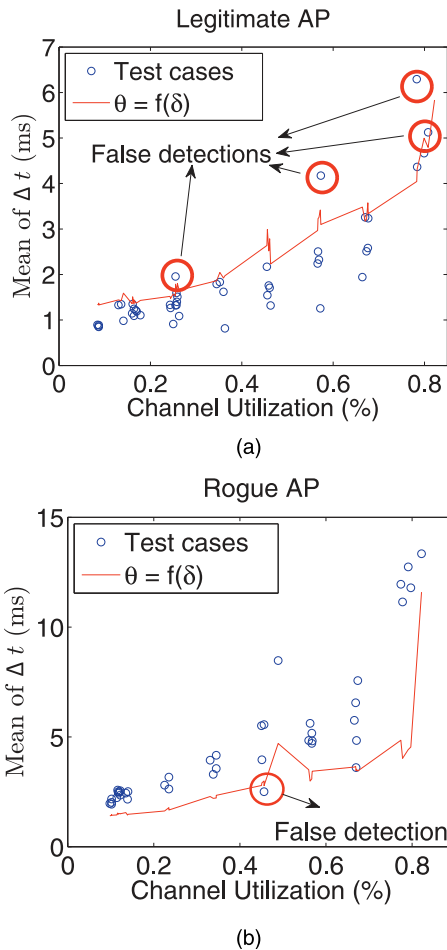 Legitimate AP
7
6
5
4
3
2
1
0
Mean of Δ t (ms)
Test cases
θ = f(δ)
False detections
0
0.2
0.4
0.6
0.8
Channel Utilization (%)
(a)
Rogue AP
15
10
5
0
Mean of Δ t (ms)
Test cases
θ = f(δ)
False detection
0
0.2
0.4
0.6
0.8
Channel Utilization (%)
(b)